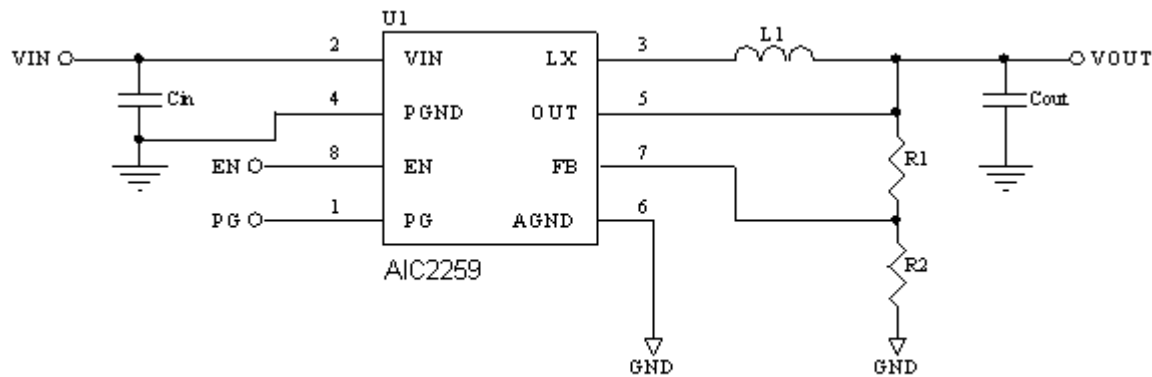 U1
VIN 2 VIN LX 3 L1 VOUT
Cin 4 PGND OUT 5 Cout
EN 8 EN FB 7 R1
PG 1 PG AGND 6
AIC2259 R2
GND GND